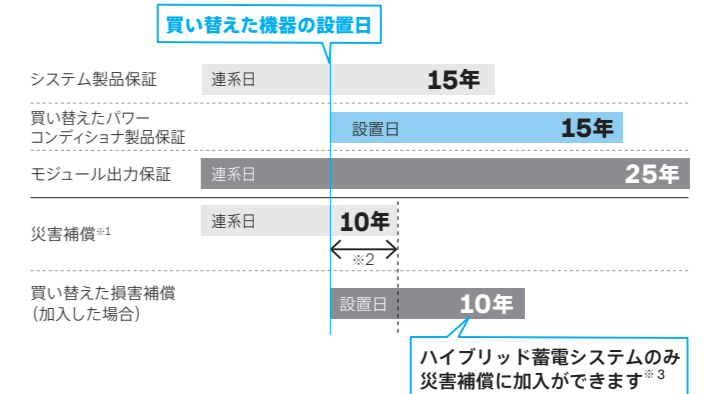 買い替えた機器の設置日
システム製品保証
連系日
15年
買い替えたパワー
コンディショナ製品保証
設置日
15年
モジュール出力保証
連系日
25年
災害補償※1
連系日
10年
※2
買い替えた損害補償
(加入した場合)
設置日
10年
ハイブリッド蓄電システムのみ
災害補償に加入ができます※3